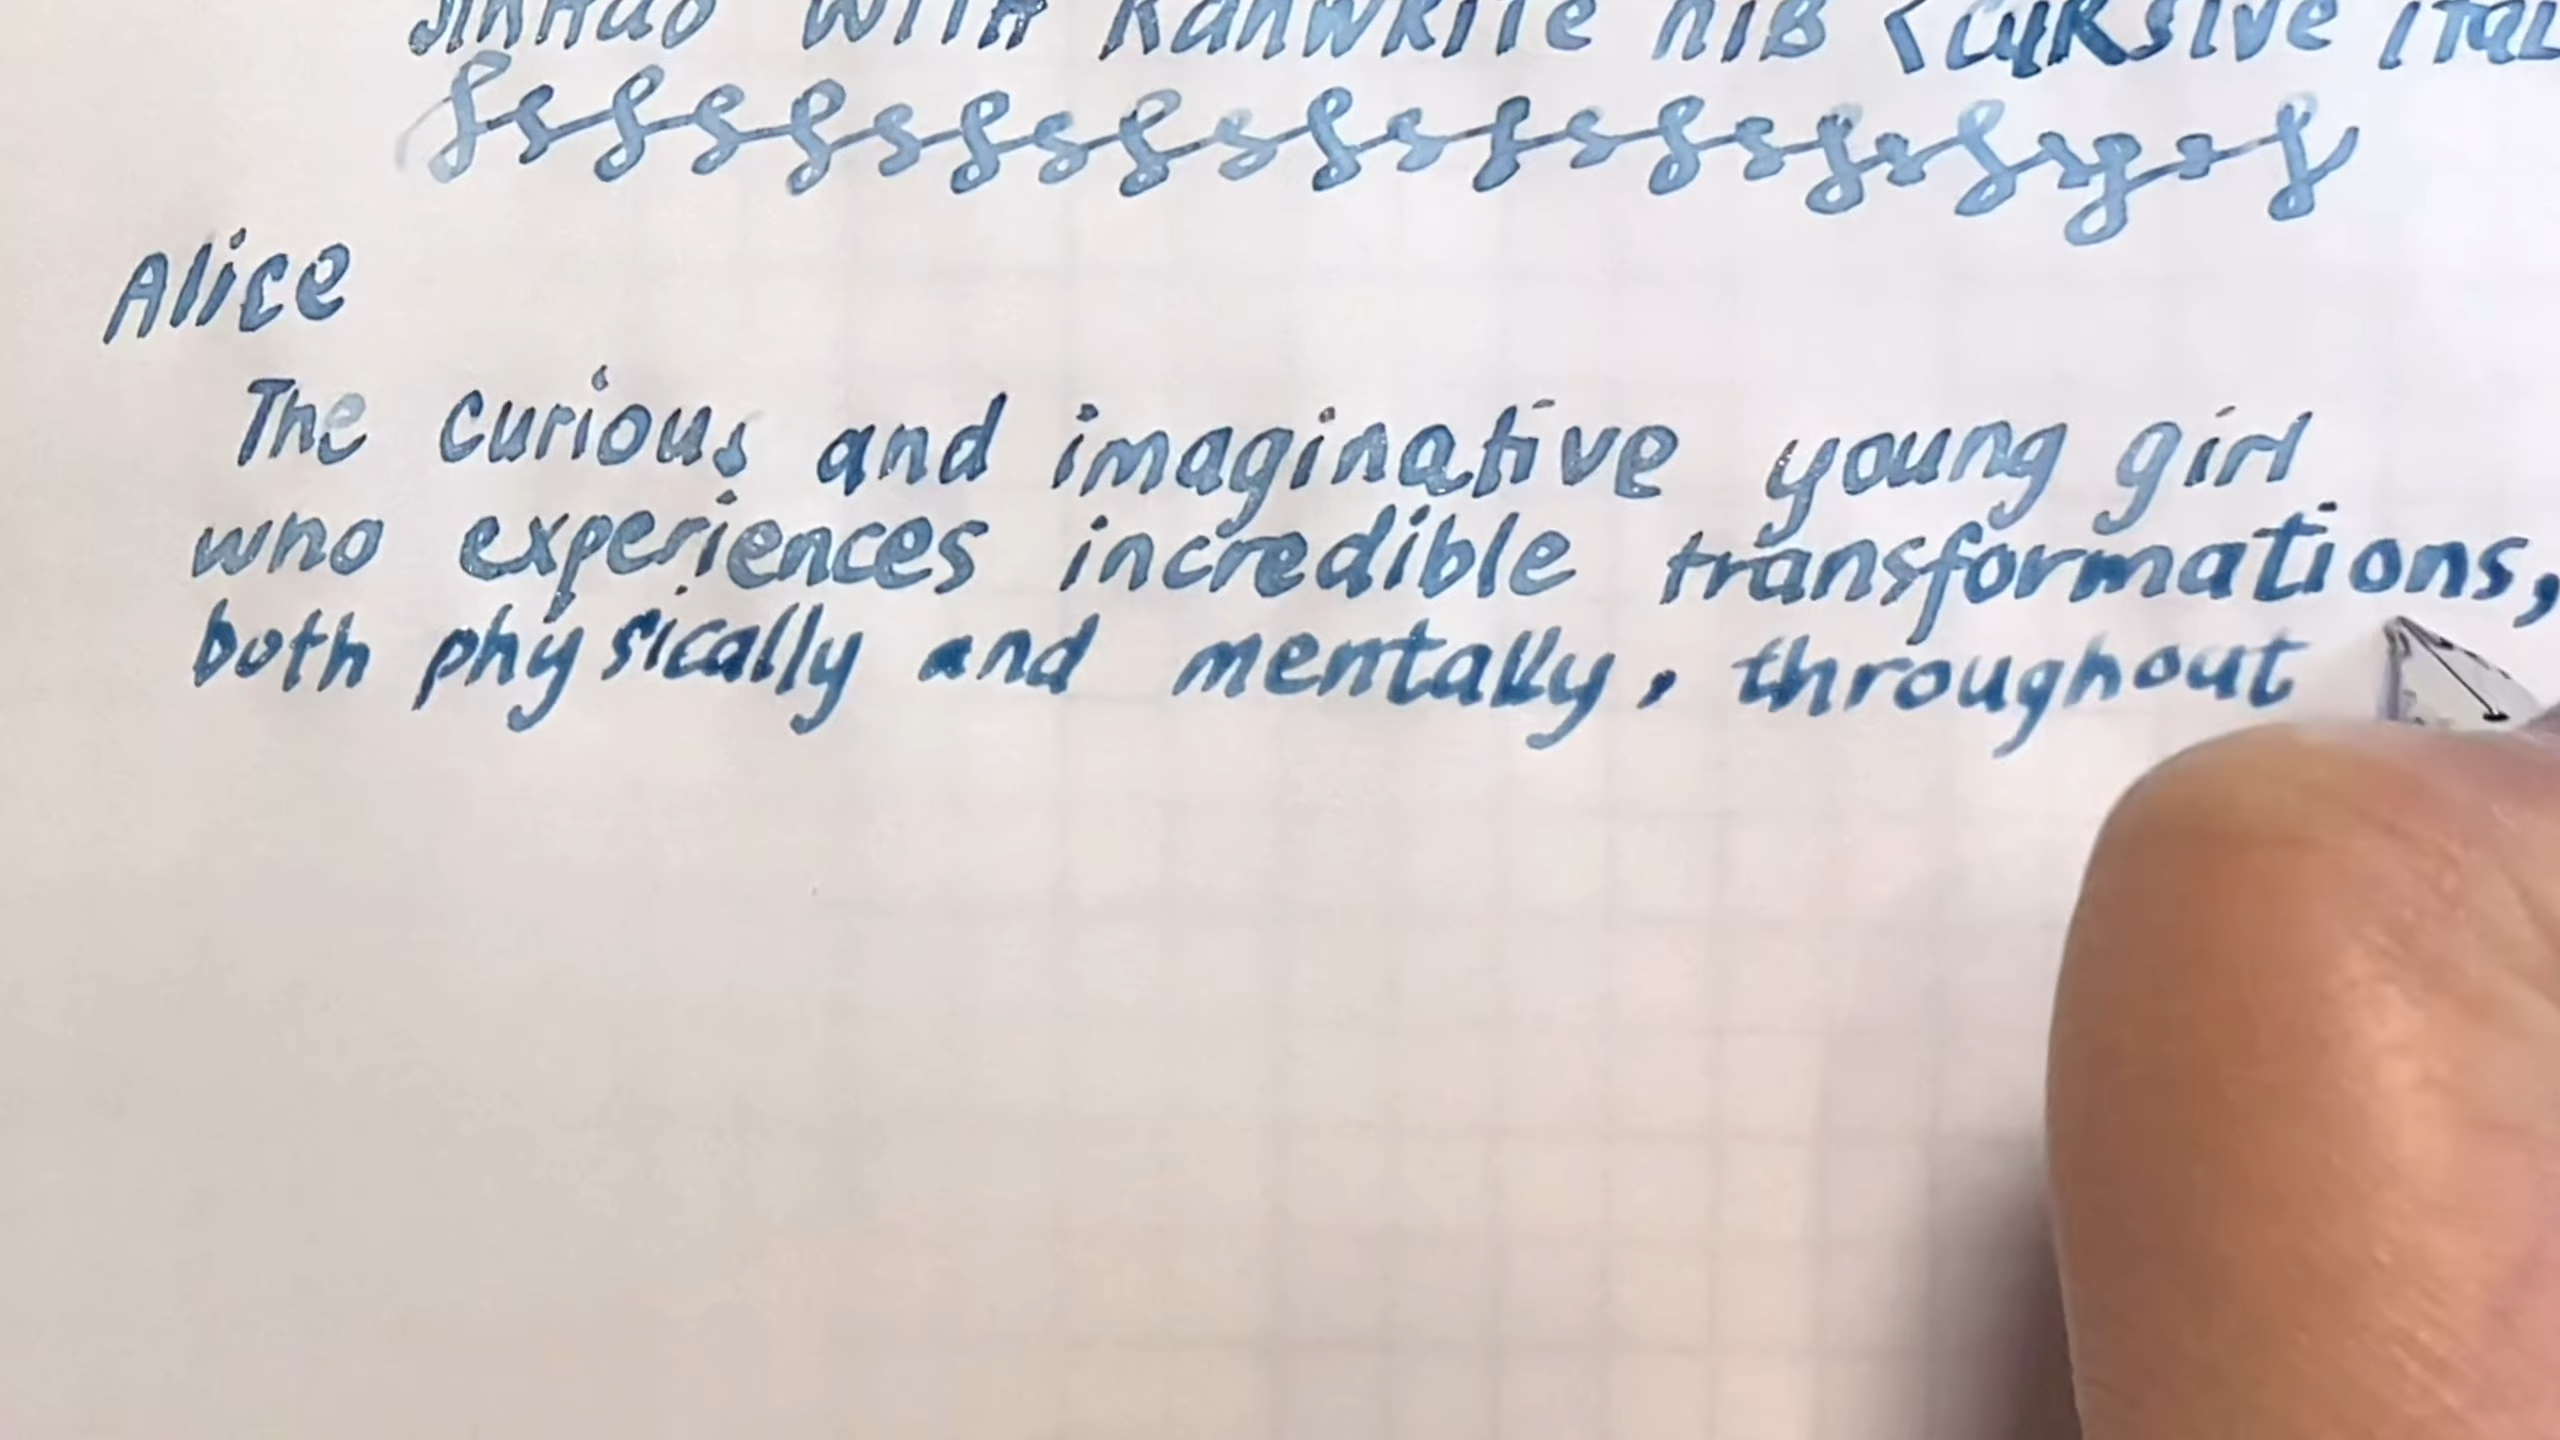 Jinhao with Ranwrite nib <cursive ital
Alice
The curious and imaginative young girl
who experiences incredible transformations,
both physically and mentally, throughout